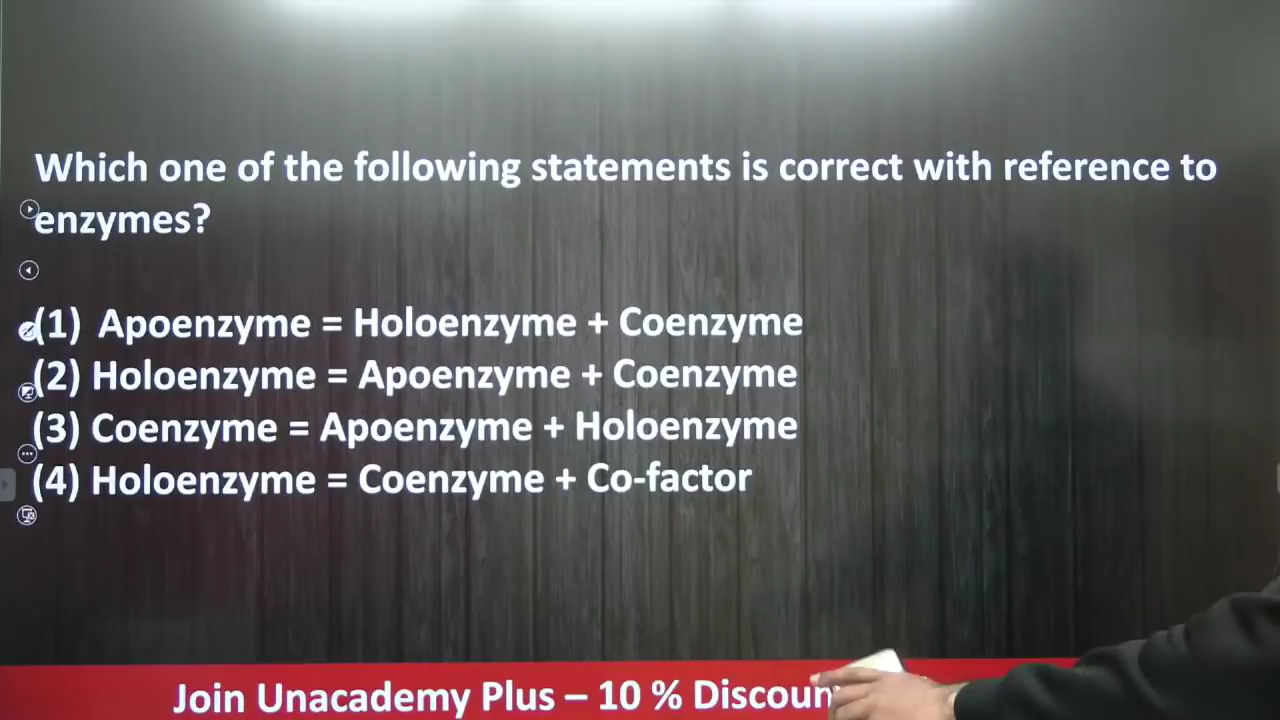 Which one of the following statements is correct with reference to
enzymes?
(1) Apoenzyme = Holoenzyme + Coenzyme
(2) Holoenzyme = Apoenzyme + Coenzyme
(3) Coenzyme = Apoenzyme + Holoenzyme
(4) Holoenzyme = Coenzyme + Co-factor
Join Unacademy Plus – 10 %